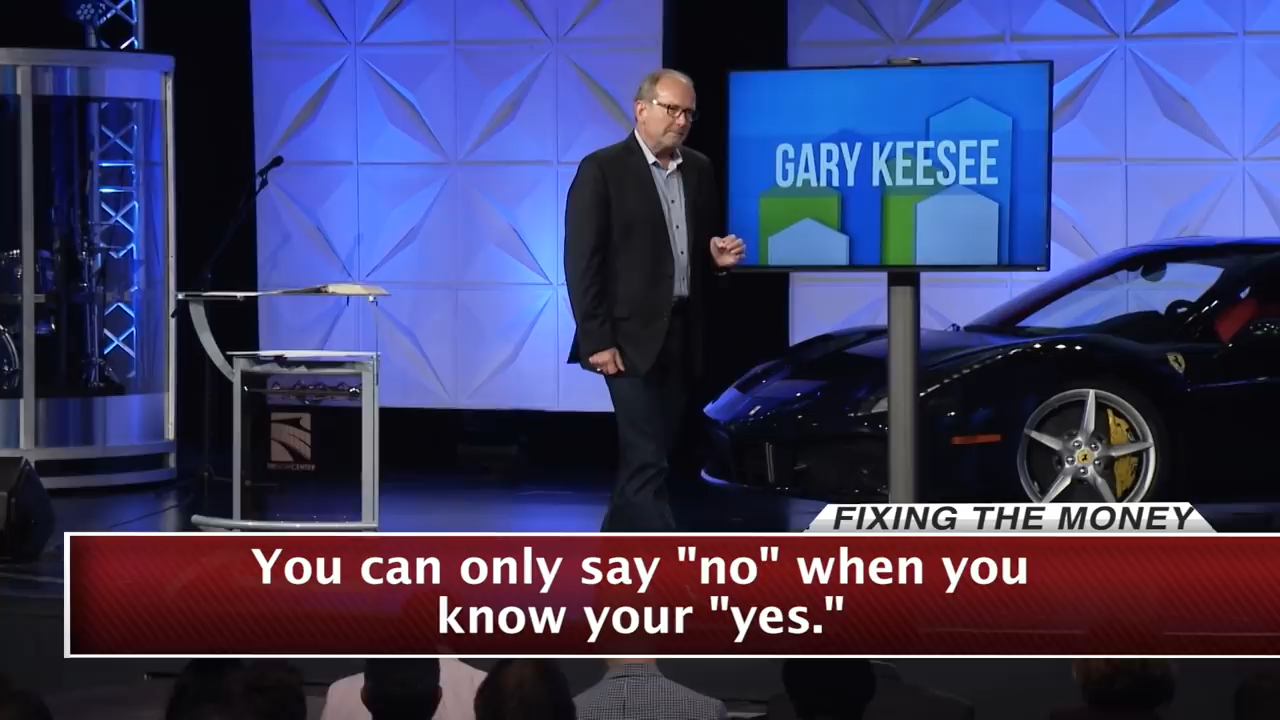 GARY KEESEE
FIXING THE MONEY
You can only say "no" when you
know your "yes."